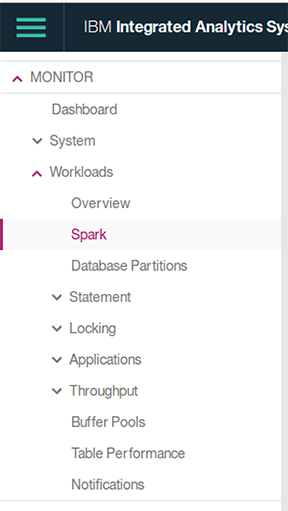 IBM Integrated Analytics Sys
MONITOR
Dashboard
System
Workloads
Overview
Spark
Database Partitions
Statement
Locking
Applications
Throughput
Buffer Pools
Table Performance
Notifications